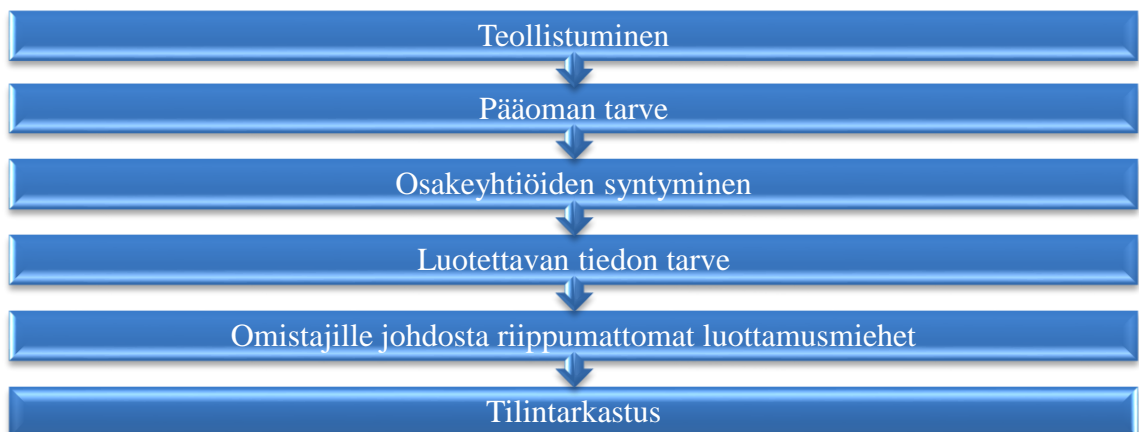 Teollistuminen
Pääoman tarve
Osakeyhtiöiden syntyminen
Luotettavan tiedon tarve
Omistajille johdosta riippumattomat luottamusmiehet
Tilintarkastus